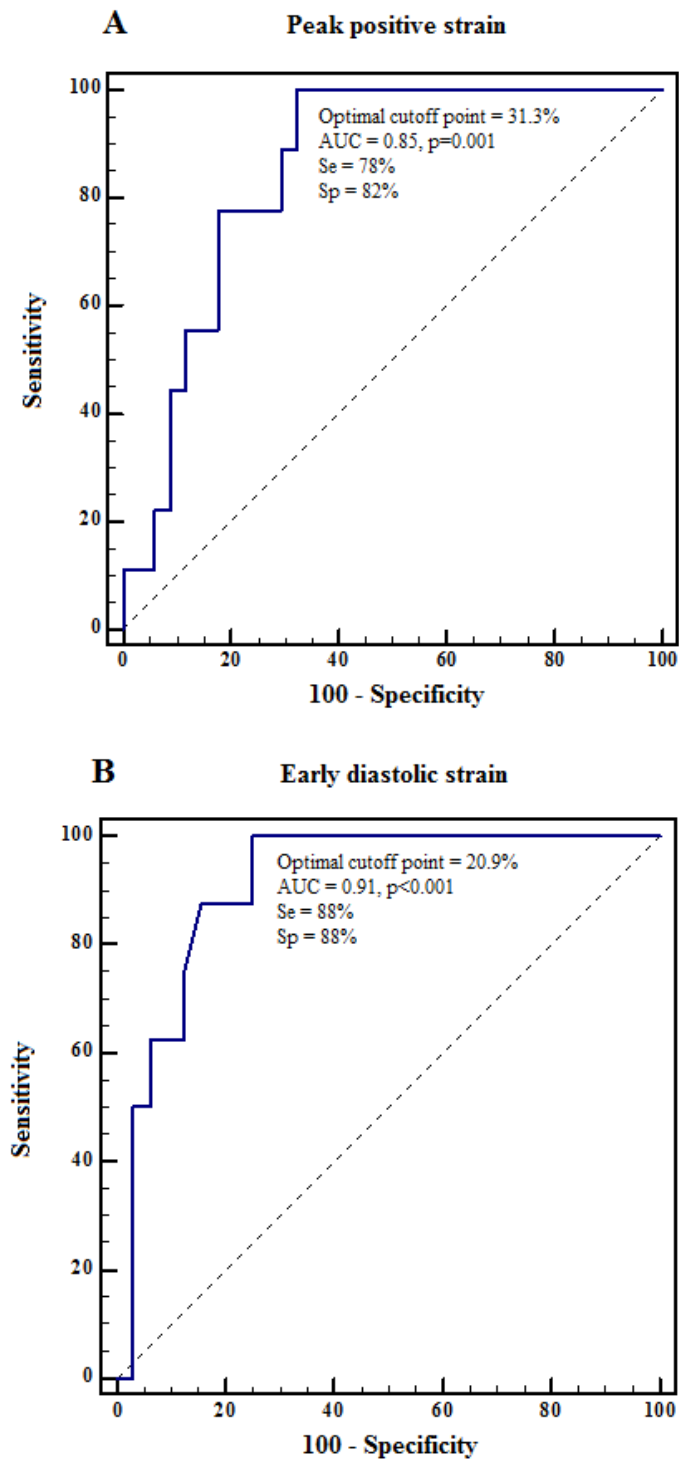 A
Peak positive strain
100
80
60
40
20
0
Sensitivity
Optimal cutoff point = 31.3%
AUC = 0.85, p=0.001
Se = 78%
Sp = 82%
0 20 40 60 80 100
100 - Specificity
B
Early diastolic strain
100
80
60
40
20
0
Sensitivity
Optimal cutoff point = 20.9%
AUC = 0.91, p<0.001
Se = 88%
Sp = 88%
0 20 40 60 80 100
100 - Specificity